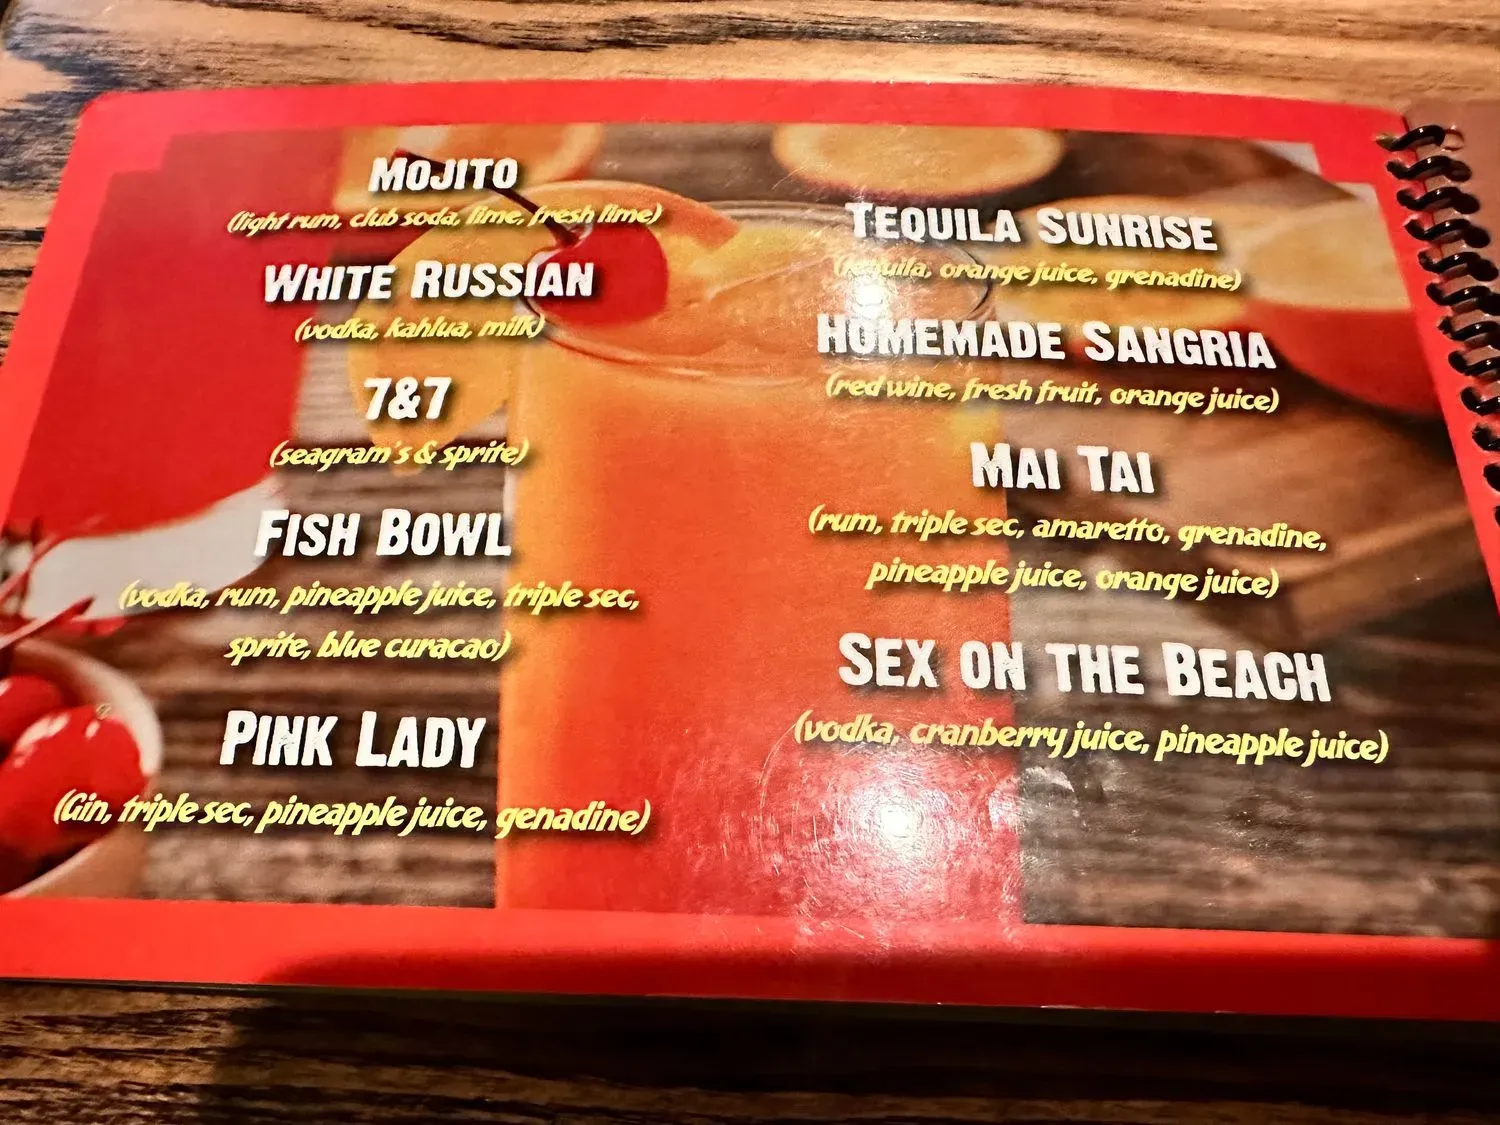 MOJITO
(light rum, club soda, lime, fresh lime)
WHITE RUSSIAN
(vodka, kahlua, milk)
7&7
(seagram's & sprite)
FISH BOWL
(vodka, rum, pineapple juice, triple sec,
sprite, blue curacao)
PINK LADY
(Gin, triple sec, pineapple juice, genadine)
TEQUILA SUNRISE
(tequila, orange juice, grenadine)
HOMEMADE SANGRIA
(red wine, fresh fruit, orange juice)
MAI TAI
(rum, triple sec, amaretto, grenadine,
pineapple juice, orange juice)
SEX ON THE BEACH
(vodka, cranberry juice, pineapple juice)